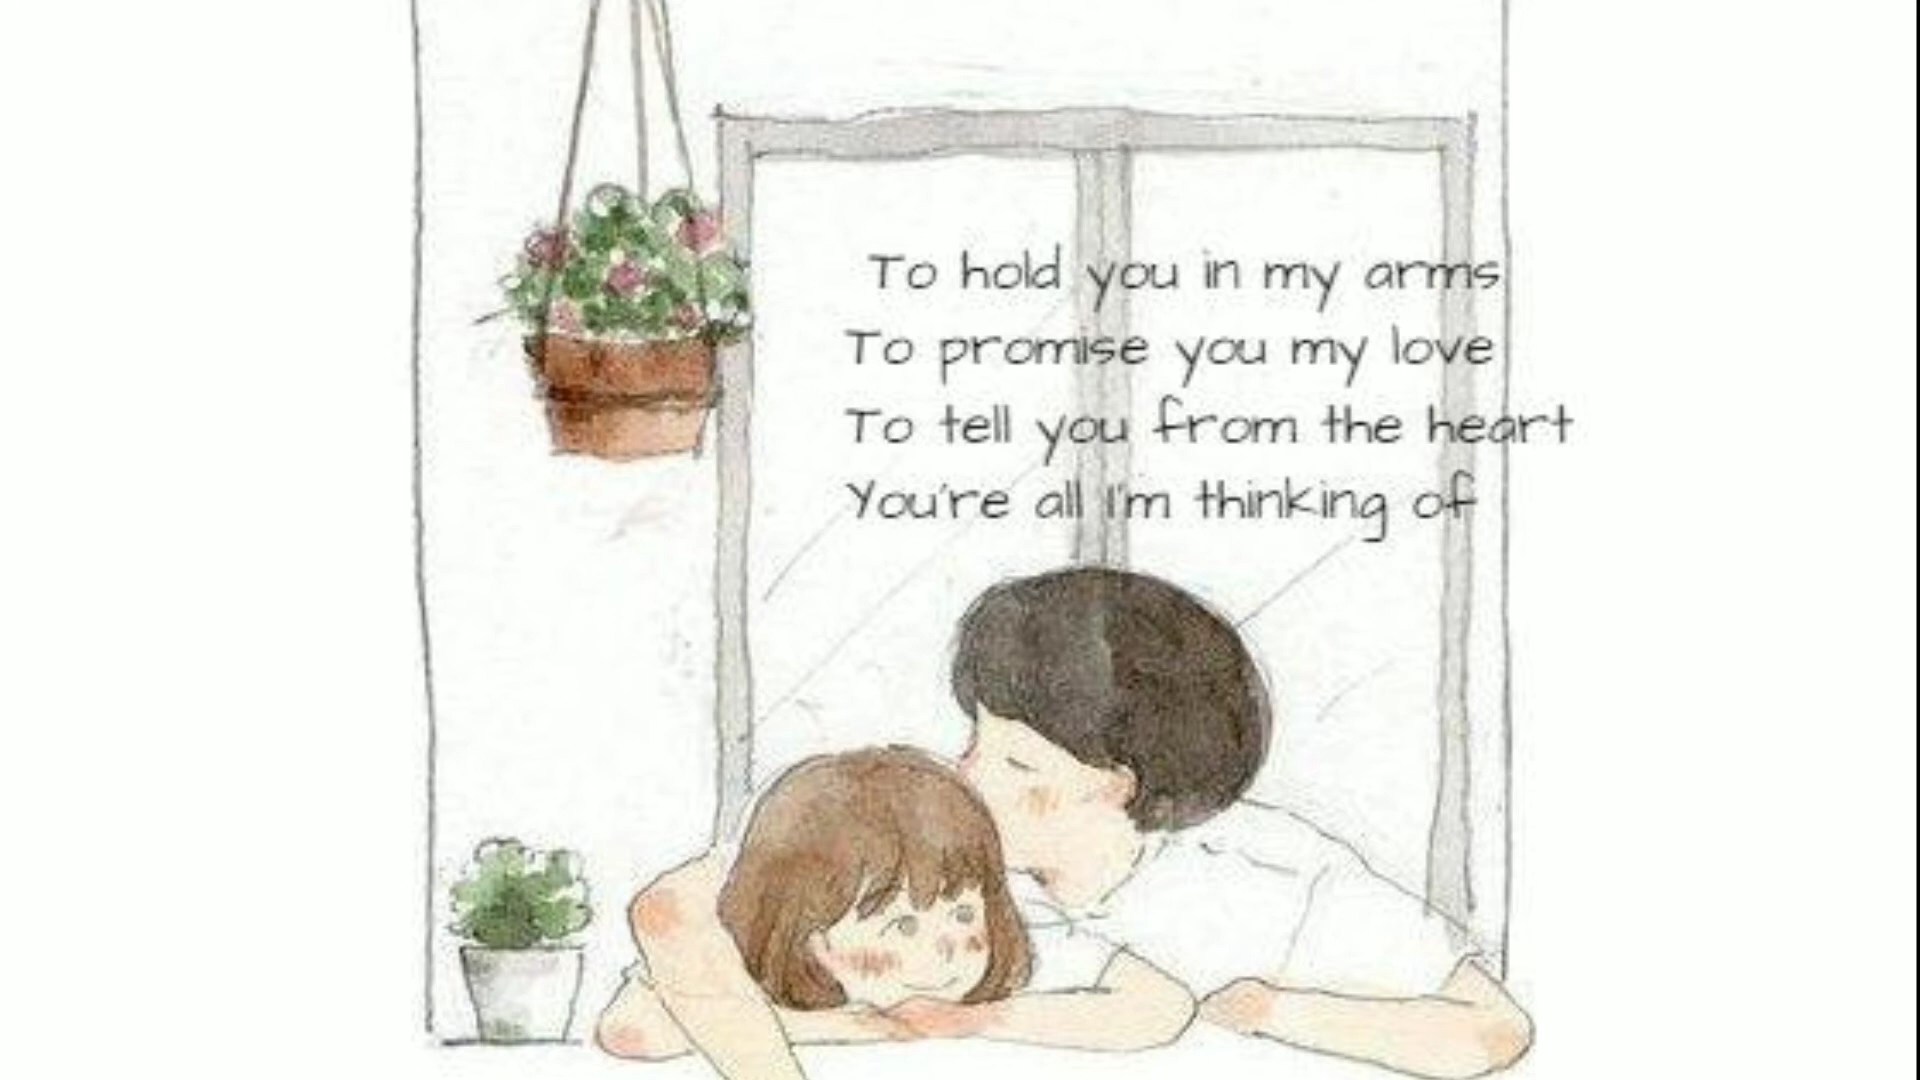 To hold you in my arms
To promise you my love
To tell you from the heart
You're all I'm thinking of